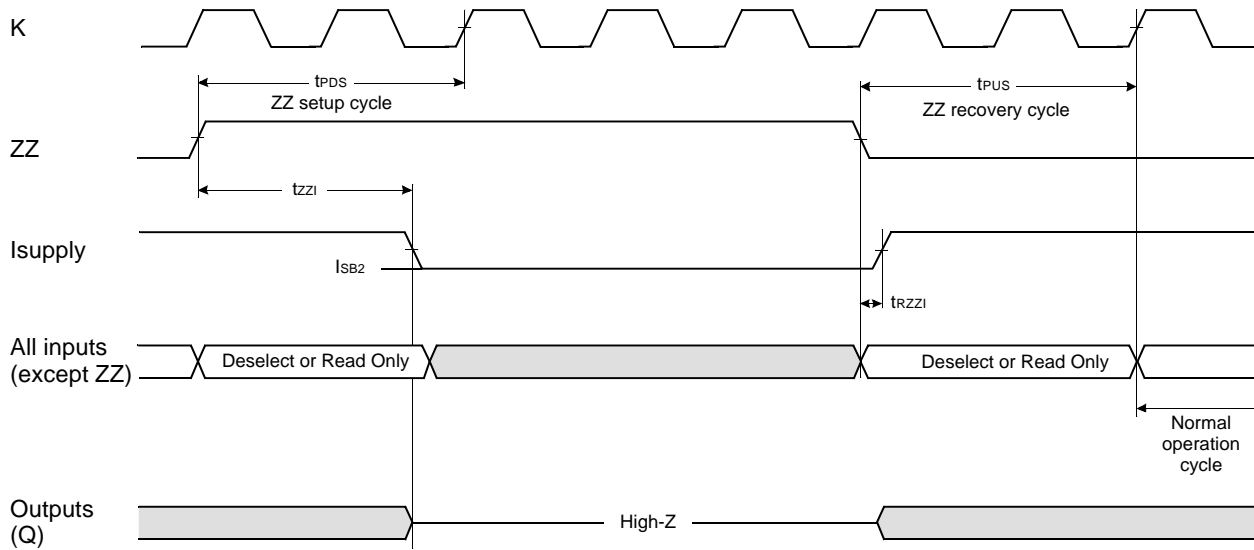 K
tPDS
ZZ setup cycle
tPUS
ZZ recovery cycle
ZZ
tZZI
Isupply
ISB2
tRZZI
All inputs
(except ZZ)
Deselect or Read Only
Deselect or Read Only
Normal
operation
cycle
Outputs
(Q)
High-Z